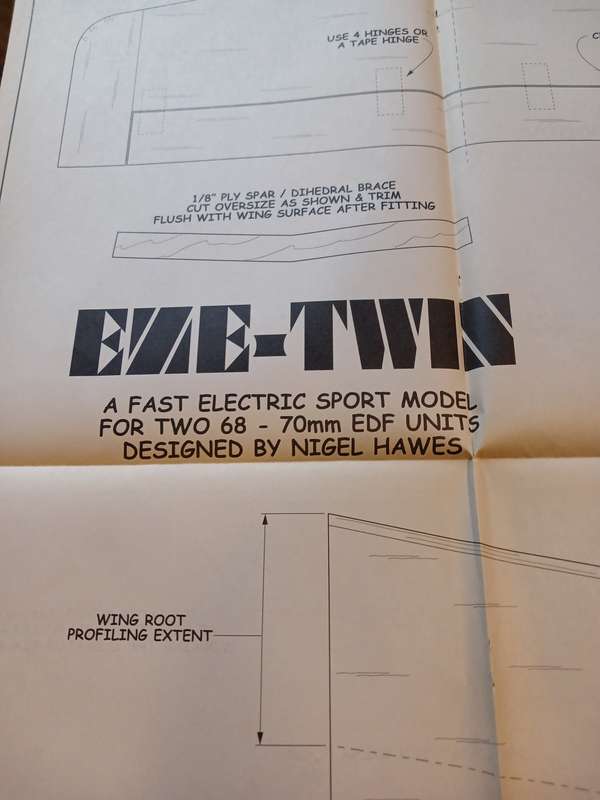 USE 4 HINGES OR
A TAPE HINGE
1/8" PLY SPAR / DIHEDRAL BRACE
CUT OVERSIZE AS SHOWN & TRIM
FLUSH WITH WING SURFACE AFTER FITTING
EZE-TWIN
A FAST ELECTRIC SPORT MODEL
FOR TWO 68 - 70mm EDF UNITS
DESIGNED BY NIGEL HAWES
WING ROOT
PROFILING EXTENT